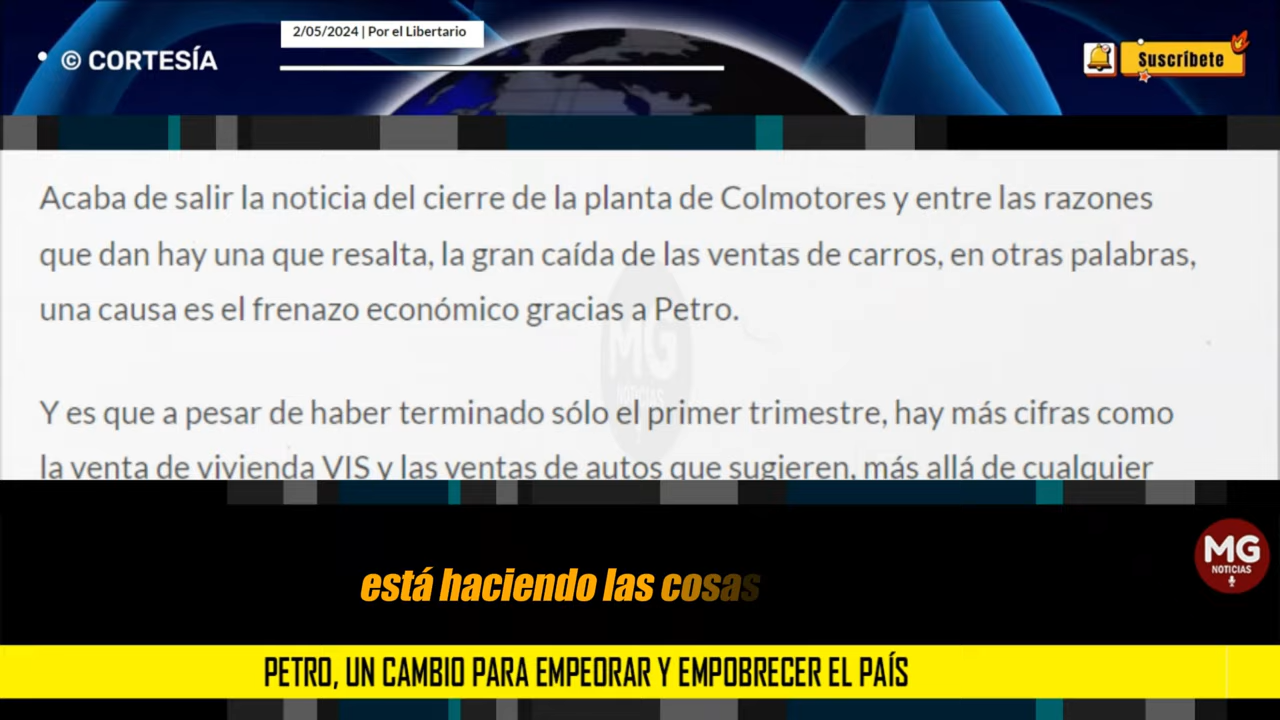 2/05/2024 | Por el Libertario
© CORTESÍA
Suscríbete
Acaba de salir la noticia del cierre de la planta de Colmotores y entre las razones
que dan hay una que resalta, la gran caída de las ventas de carros, en otras palabras,
una causa es el frenazo económico gracias a Petro.
MG
NOTICIAS
Y es que a pesar de haber terminado sólo el primer trimestre, hay más cifras como
la venta de vivienda VIS y las ventas de autos que sugieren, más allá de cualquier
MG
NOTICIAS
está haciendo las cosas
PETRO, UN CAMBIO PARA EMPEORAR Y EMPOBRECER EL PAÍS